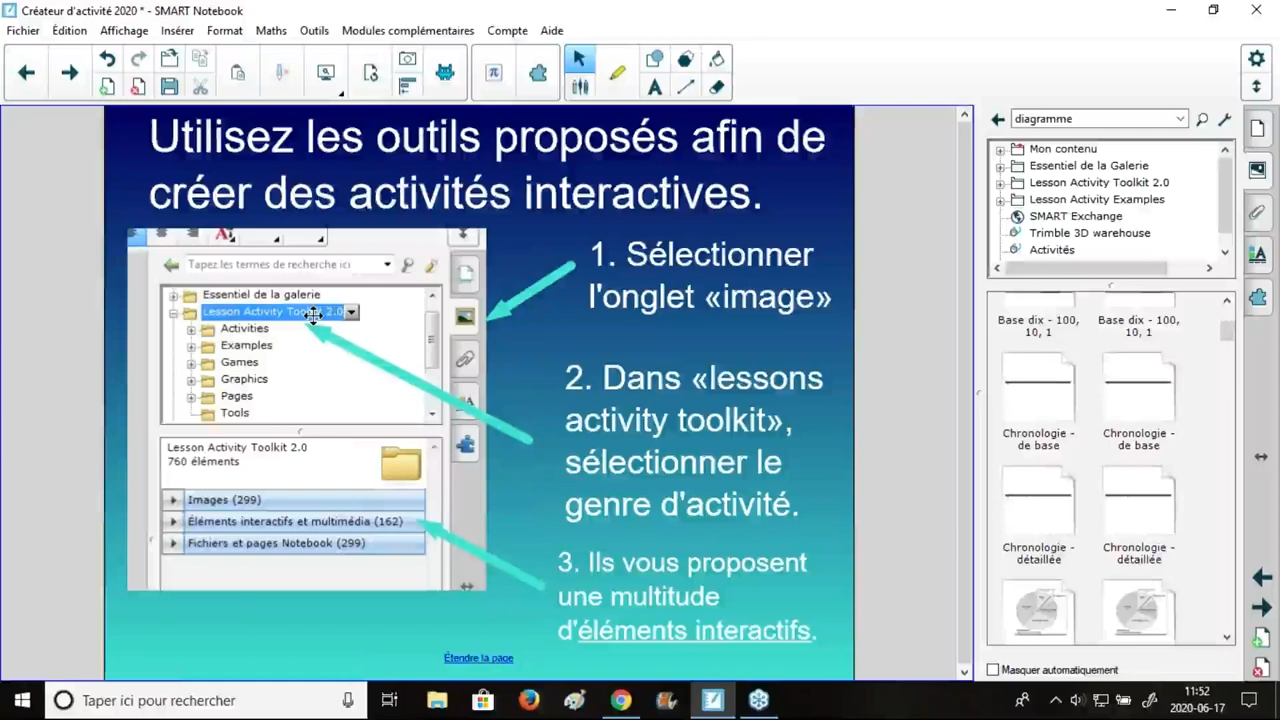 Créateur d'activité 2020 * - SMART Notebook
Fichier Édition Affichage Insérer Format Maths Outils Modules complémentaires Compte Aide
Utilisez les outils proposés afin de
créer des activités interactives.
Tapez les termes de recherche ici
Essentiel de la galerie
Lesson Activity Toolkit 2.0
Activities
Examples
Games
Graphics
Pages
Tools
Lesson Activity Toolkit 2.0
760 éléments
Images (299)
Éléments interactifs et multimédia (162)
Fichiers et pages Notebook (299)
1. Sélectionner
l'onglet «image»
2. Dans «lessons
activity toolkit»,
sélectionner le
genre d'activité.
3. Ils vous proposent
une multitude
d'éléments interactifs.
Étendre la page
diagramme
Mon contenu
Essentiel de la Galerie
Lesson Activity Toolkit 2.0
Lesson Activity Examples
SMART Exchange
Trimble 3D warehouse
Activités
Base dix - 100, Base dix - 100,
10, 1 10, 1
Chronologie - Chronologie -
de base de base
Chronologie - Chronologie -
détaillée détaillée
Masquer automatiquement
Taper ici pour rechercher
11:52
2020-06-17